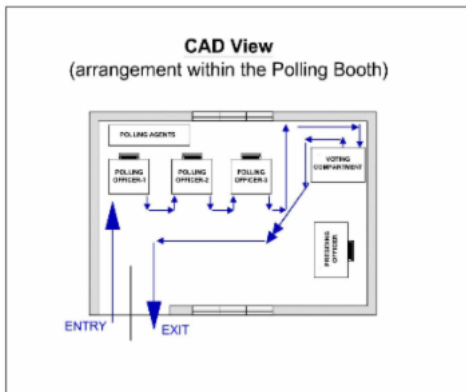 CAD View
(arrangement within the Polling Booth)
POLLING AGENTS
POLLING
OFFICER-1
POLLING
OFFICER-2
POLLING
OFFICER-3
VOTING
COMPARTMENT
PRESIDING
OFFICER
ENTRY
EXIT